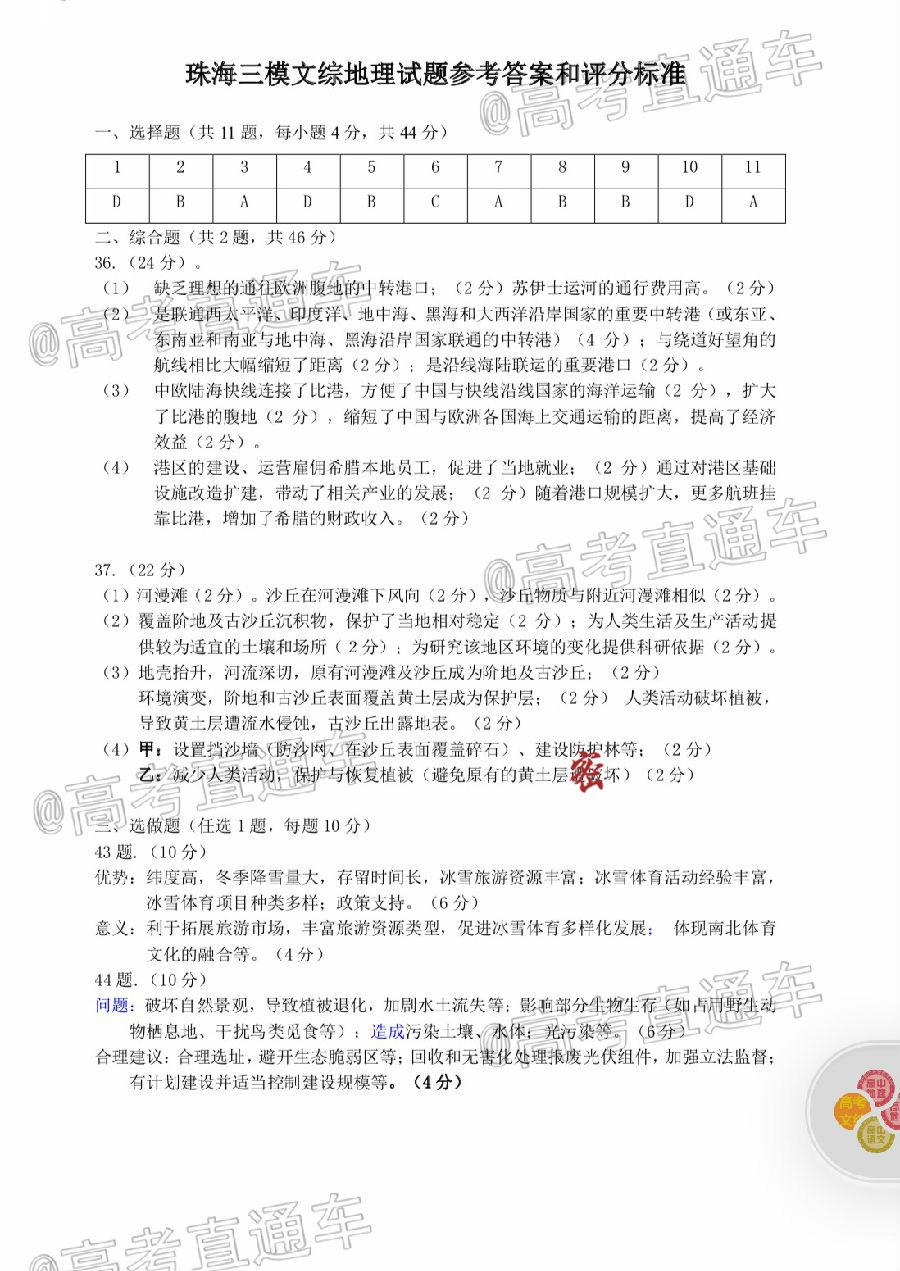 珠海三模文综地理试题参考答案和评分标准
@高考直通车
一、选择题（共 11 题，每小题 4 分，共 44 分）
1 2 3 4 5 6 7 8 9 10 11
D B A D B C A B B D A
二、综合题（共 2 题，共 46 分）
36.（24 分）。
（1） 缺乏理想的通往欧洲腹地的中转港口；（2 分）苏伊士运河的通行费用高。（2 分）
@高考直通车
（2） 是联通西太平洋、印度洋、地中海、黑海和大西洋沿岸国家的重要中转港（或东亚、
东南亚和南亚与地中海、黑海沿岸国家联通的中转港）（4 分）；与绕道好望角的
航线相比大幅缩短了距离（2 分）；是沿线海陆联运的重要港口（2 分）。
（3） 中欧陆海快线连接了比港，方便了中国与快线沿线国家的海洋运输（2 分），扩大
了比港的腹地（2 分），缩短了中国与欧洲各国海上交通运输的距离，提高了经济
效益（2 分）。
（4） 港区的建设、运营雇佣希腊本地员工，促进了当地就业；（2 分）通过对港区基础
设施改造扩建，带动了相关产业的发展；（2 分）随着港口规模扩大，更多航班挂
靠比港，增加了希腊的财政收入。（2 分）
@高考直通车
37.（22 分）
（1）河漫滩（2 分）。沙丘在河漫滩下风向（2 分），沙丘物质与附近河漫滩相似（2 分）。
（2）覆盖阶地及古沙丘沉积物，保护了当地相对稳定（2 分）；为人类生活及生产活动提
供较为适宜的土壤和场所（2 分）；为研究该地区环境的变化提供科研依据（2 分）。
（3）地壳抬升，河流深切，原有河漫滩及沙丘成为阶地及古沙丘；（2 分）
环境演变，阶地和古沙丘表面覆盖黄土层成为保护层；（2 分） 人类活动破坏植被，
导致黄土层遭流水侵蚀，古沙丘出露地表。（2 分）
（4）甲：设置挡沙墙（防沙网、在沙丘表面覆盖碎石）、建设防护林等；（2 分）
乙：减少人类活动，保护与恢复植被（避免原有的黄土层被破坏）（2 分）
密
@高考直通车
三、选做题（任选 1 题，每题 10 分）
43 题．（10 分）
优势：纬度高，冬季降雪量大，存留时间长，冰雪旅游资源丰富；冰雪体育活动经验丰富，
冰雪体育项目种类多样；政策支持。（6 分）
意义：利于拓展旅游市场，丰富旅游资源类型，促进冰雪体育多样化发展； 体现南北体育
文化的融合等。（4 分）
44 题．（10 分）
问题：破坏自然景观，导致植被退化，加剧水土流失等；影响部分生物生存（如占用野生动
物栖息地、干扰鸟类觅食等）；造成污染土壤、水体；光污染等。（6 分）
@高考直通车
合理建议：合理选址，避开生态脆弱区等；回收和无害化处理报废光伏组件，加强立法监督；
有计划建设并适当控制建设规模等。（4 分）
高中
地理
高考
文综
高中
语文
@高考直通车